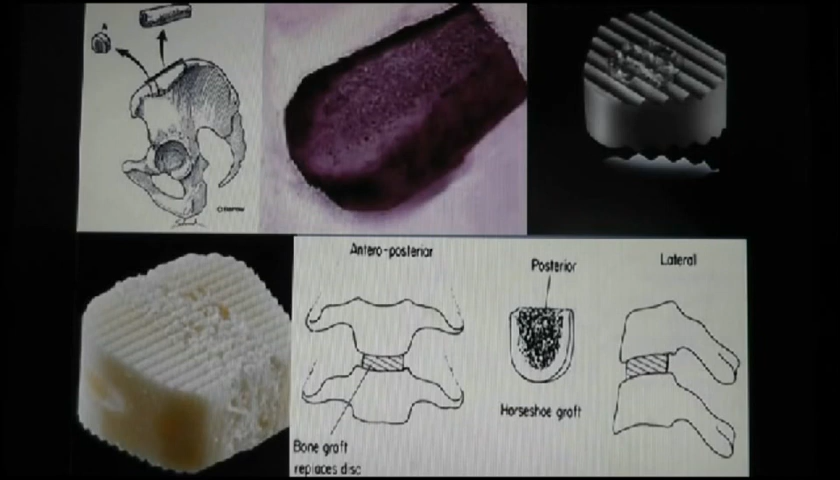 A
Antero-posterior
Posterior
Lateral
Horseshoe graft
Bone graft
replaces disc